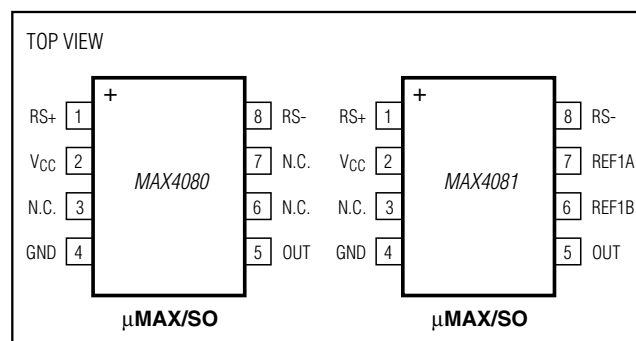 TOP VIEW
+
RS+ 1 8 RS-
VCC 2 7 N.C.
MAX4080
N.C. 3 6 N.C.
GND 4 5 OUT
µMAX/SO
+
RS+ 1 8 RS-
VCC 2 7 REF1A
MAX4081
N.C. 3 6 REF1B
GND 4 5 OUT
µMAX/SO